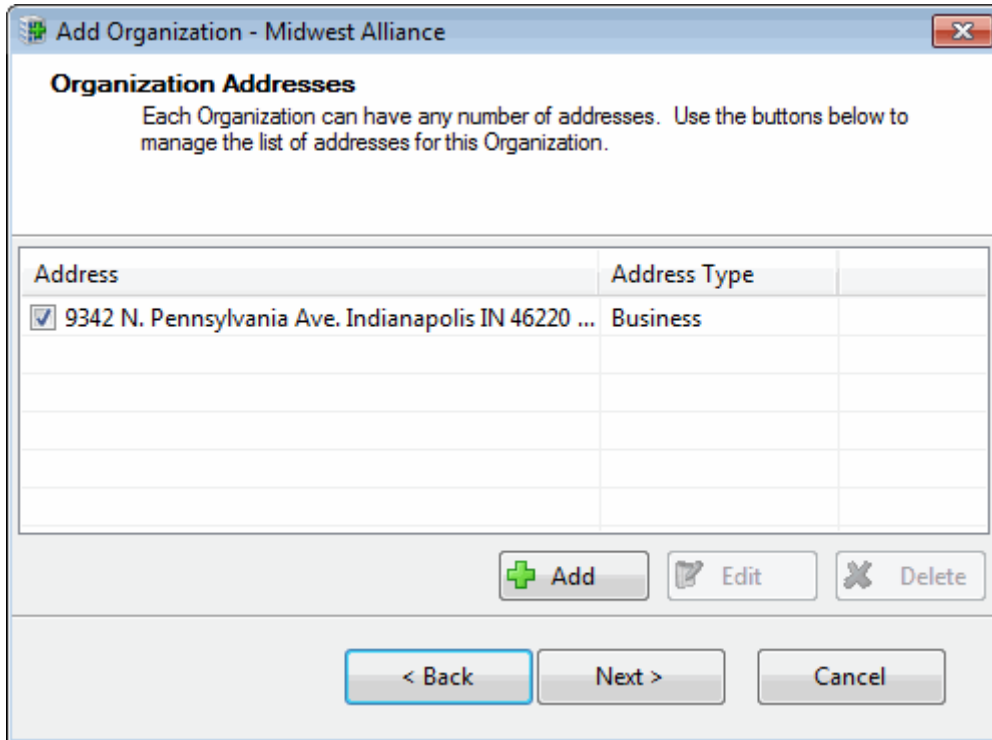 Add Organization - Midwest Alliance
Organization Addresses
Each Organization can have any number of addresses. Use the buttons below to
manage the list of addresses for this Organization.
Address Address Type
9342 N. Pennsylvania Ave. Indianapolis IN 46220 ... Business
Add Edit Delete
< Back Next > Cancel